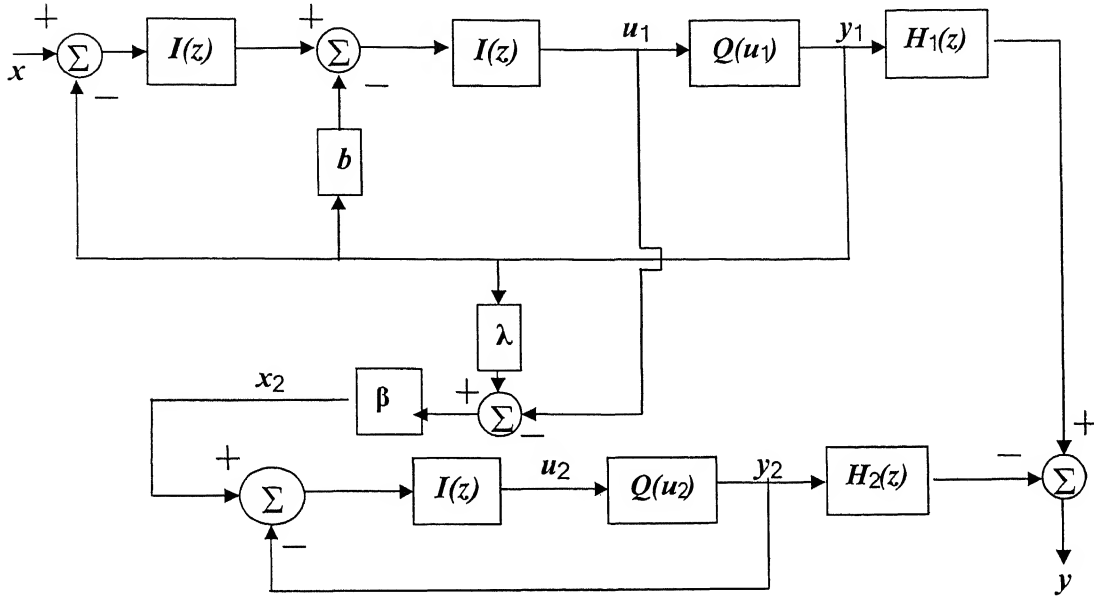 + + u1 y1 H1(z)
x Σ I(z) Σ I(z) Q(u1)
− −
b
λ
x2 β + Σ −
+ + −
Σ I(z) u2 Q(u2) y2 H2(z) Σ
−
y